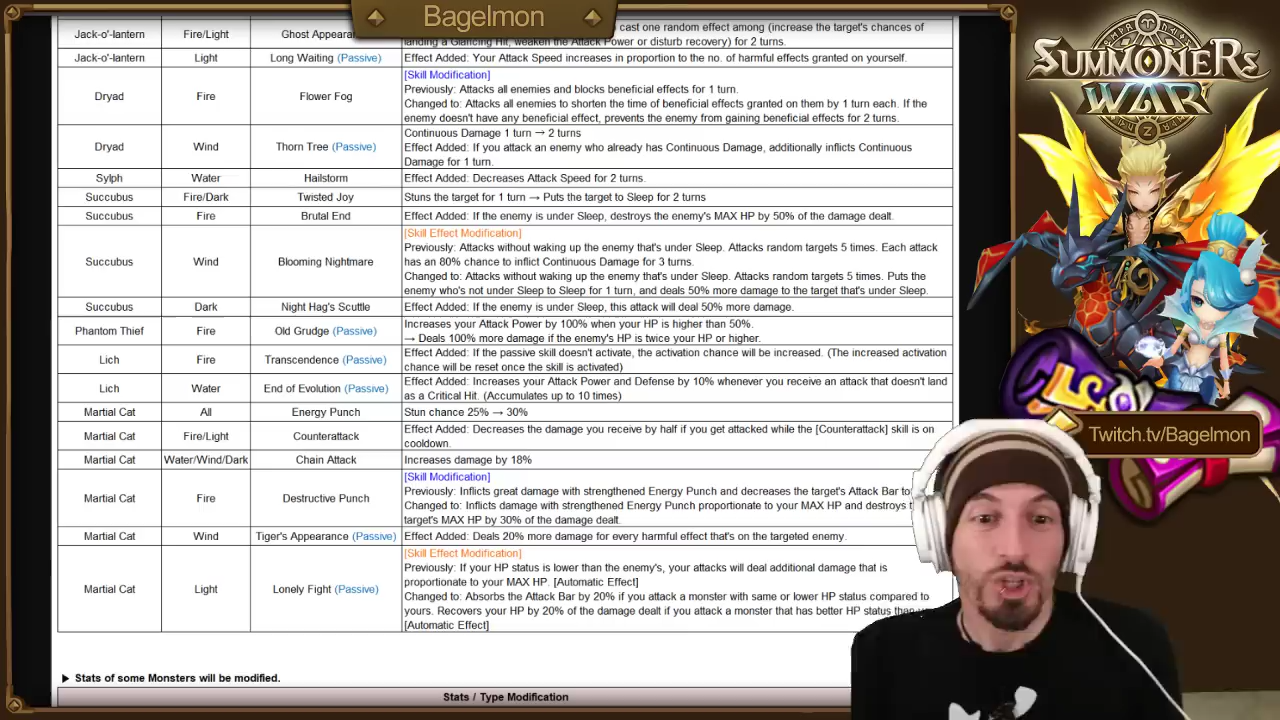 Bagelmon
Jack-o'-lantern Fire/Light Ghost Appearan cast one random effect among (increase the target's chances of
landing a Glancing Hit, weaken the Attack Power or disturb recovery) for 2 turns.
Jack-o'-lantern Light Long Waiting (Passive) Effect Added: Your Attack Speed increases in proportion to the no. of harmful effects granted on yourself.
[Skill Modification]
Previously: Attacks all enemies and blocks beneficial effects for 1 turn.
Dryad Fire Flower Fog Changed to: Attacks all enemies to shorten the time of beneficial effects granted on them by 1 turn each. If the
enemy doesn't have any beneficial effect, prevents the enemy from gaining beneficial effects for 2 turns.
Continuous Damage 1 turn → 2 turns
Dryad Wind Thorn Tree (Passive) Effect Added: If you attack an enemy who already has Continuous Damage, additionally inflicts Continuous
Damage for 1 turn.
Sylph Water Hailstorm Effect Added: Decreases Attack Speed for 2 turns.
Succubus Fire/Dark Twisted Joy Stuns the target for 1 turn → Puts the target to Sleep for 2 turns
Succubus Fire Brutal End Effect Added: If the enemy is under Sleep, destroys the enemy's MAX HP by 50% of the damage dealt.
[Skill Effect Modification]
Previously: Attacks without waking up the enemy that's under Sleep. Attacks random targets 5 times. Each attack
Succubus Wind Blooming Nightmare has an 80% chance to inflict Continuous Damage for 3 turns.
Changed to: Attacks without waking up the enemy that's under Sleep. Attacks random targets 5 times. Puts the
enemy who's not under Sleep to Sleep for 1 turn, and deals 50% more damage to the target that's under Sleep.
Succubus Dark Night Hag's Scuttle Effect Added: If the enemy is under Sleep, this attack will deal 50% more damage.
Phantom Thief Fire Old Grudge (Passive) Increases your Attack Power by 100% when your HP is higher than 50%.
→ Deals 100% more damage if the enemy's HP is twice your HP or higher.
Lich Fire Transcendence (Passive) Effect Added: If the passive skill doesn't activate, the activation chance will be increased. (The increased activation
chance will be reset once the skill is activated)
Lich Water End of Evolution (Passive) Effect Added: Increases your Attack Power and Defense by 10% whenever you receive an attack that doesn't land
as a Critical Hit. (Accumulates up to 10 times)
Martial Cat All Energy Punch Stun chance 25% → 30%
Martial Cat Fire/Light Counterattack Effect Added: Decreases the damage you receive by half if you get attacked while the [Counterattack] skill is on
cooldown.
Martial Cat Water/Wind/Dark Chain Attack Increases damage by 18%
[Skill Modification]
Previously: Inflicts great damage with strengthened Energy Punch and decreases the target's Attack Bar to
Martial Cat Fire Destructive Punch Changed to: Inflicts damage with strengthened Energy Punch proportionate to your MAX HP and destroys t
target's MAX HP by 30% of the damage dealt.
Martial Cat Wind Tiger's Appearance (Passive) Effect Added: Deals 20% more damage for every harmful effect that's on the targeted enemy.
[Skill Effect Modification]
Previously: If your HP status is lower than the enemy's, your attacks will deal additional damage that is
proportionate to your MAX HP. [Automatic Effect]
Martial Cat Light Lonely Fight (Passive) Changed to: Absorbs the Attack Bar by 20% if you attack a monster with same or lower HP status compared to
yours. Recovers your HP by 20% of the damage dealt if you attack a monster that has better HP status then
[Automatic Effect]
▶ Stats of some Monsters will be modified.
Stats / Type Modification
SUMMONERS
WAR
Twitch.tv/Bagelmon